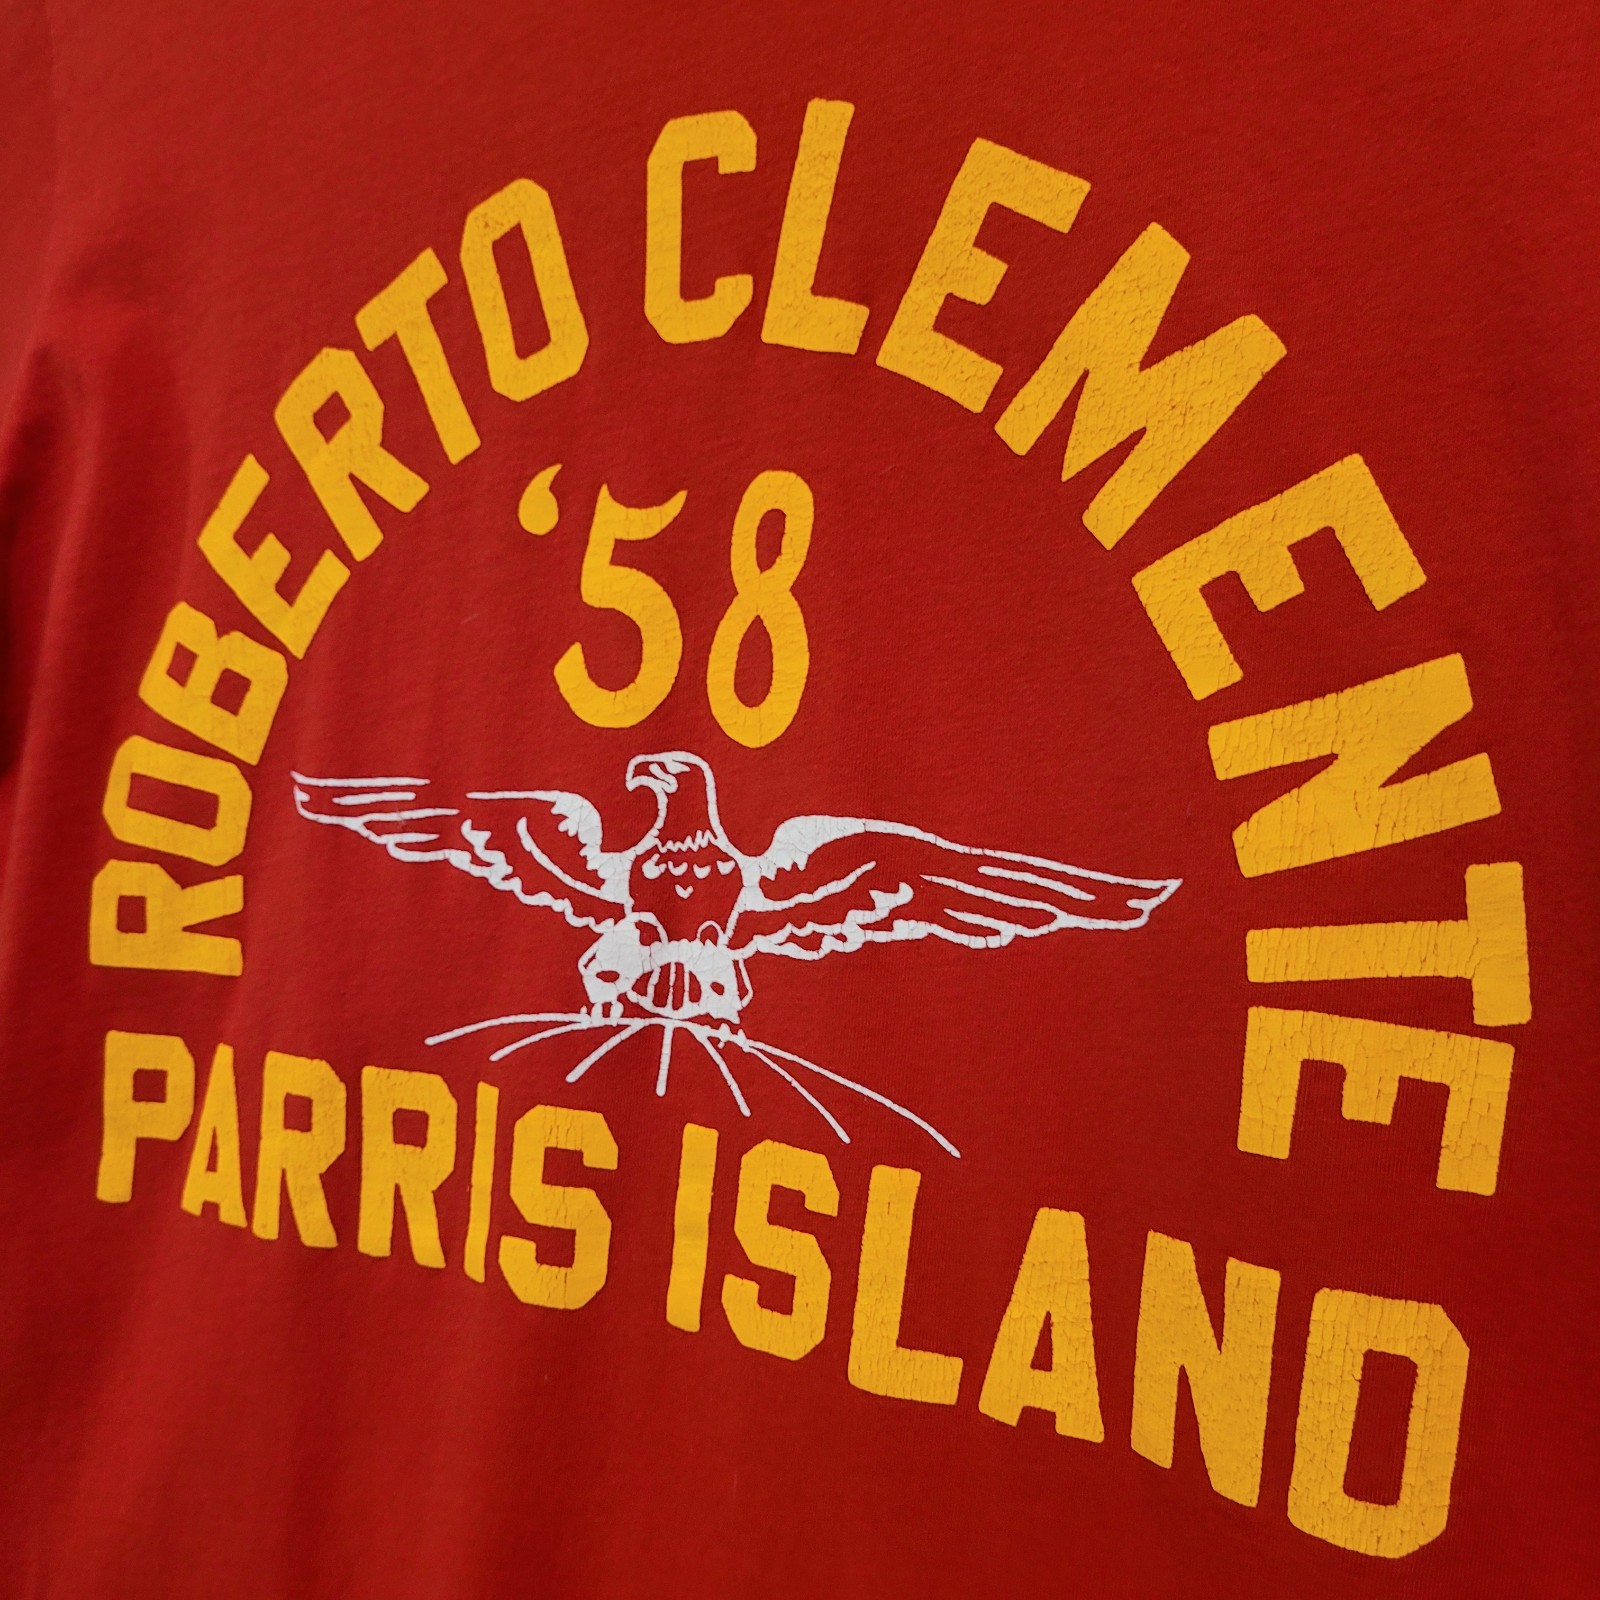 ROBERTO CLEMENTE
‘58
PARRIS ISLAND